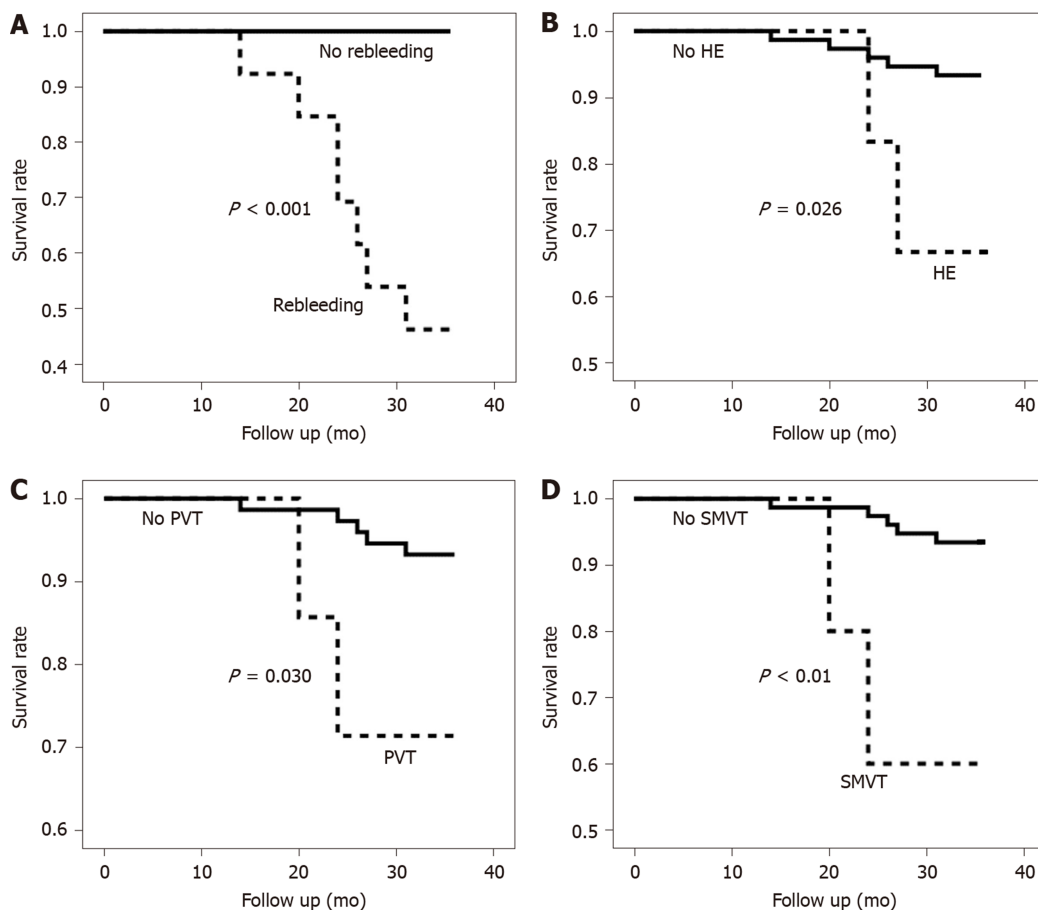 A
1.0
0.9
0.8
0.7
0.6
0.5
0.4
Survival rate
No rebleeding
P < 0.001
Rebleeding
0 10 20 30 40
Follow up (mo)
B
1.0
0.9
0.8
0.7
0.6
0.5
Survival rate
No HE
P = 0.026
HE
0 10 20 30 40
Follow up (mo)
C
1.0
0.9
0.8
0.7
0.6
Survival rate
No PVT
P = 0.030
PVT
0 10 20 30 40
Follow up (mo)
D
1.0
0.9
0.8
0.7
0.6
0.5
Survival rate
No SMVT
P < 0.01
SMVT
0 10 20 30 40
Follow up (mo)